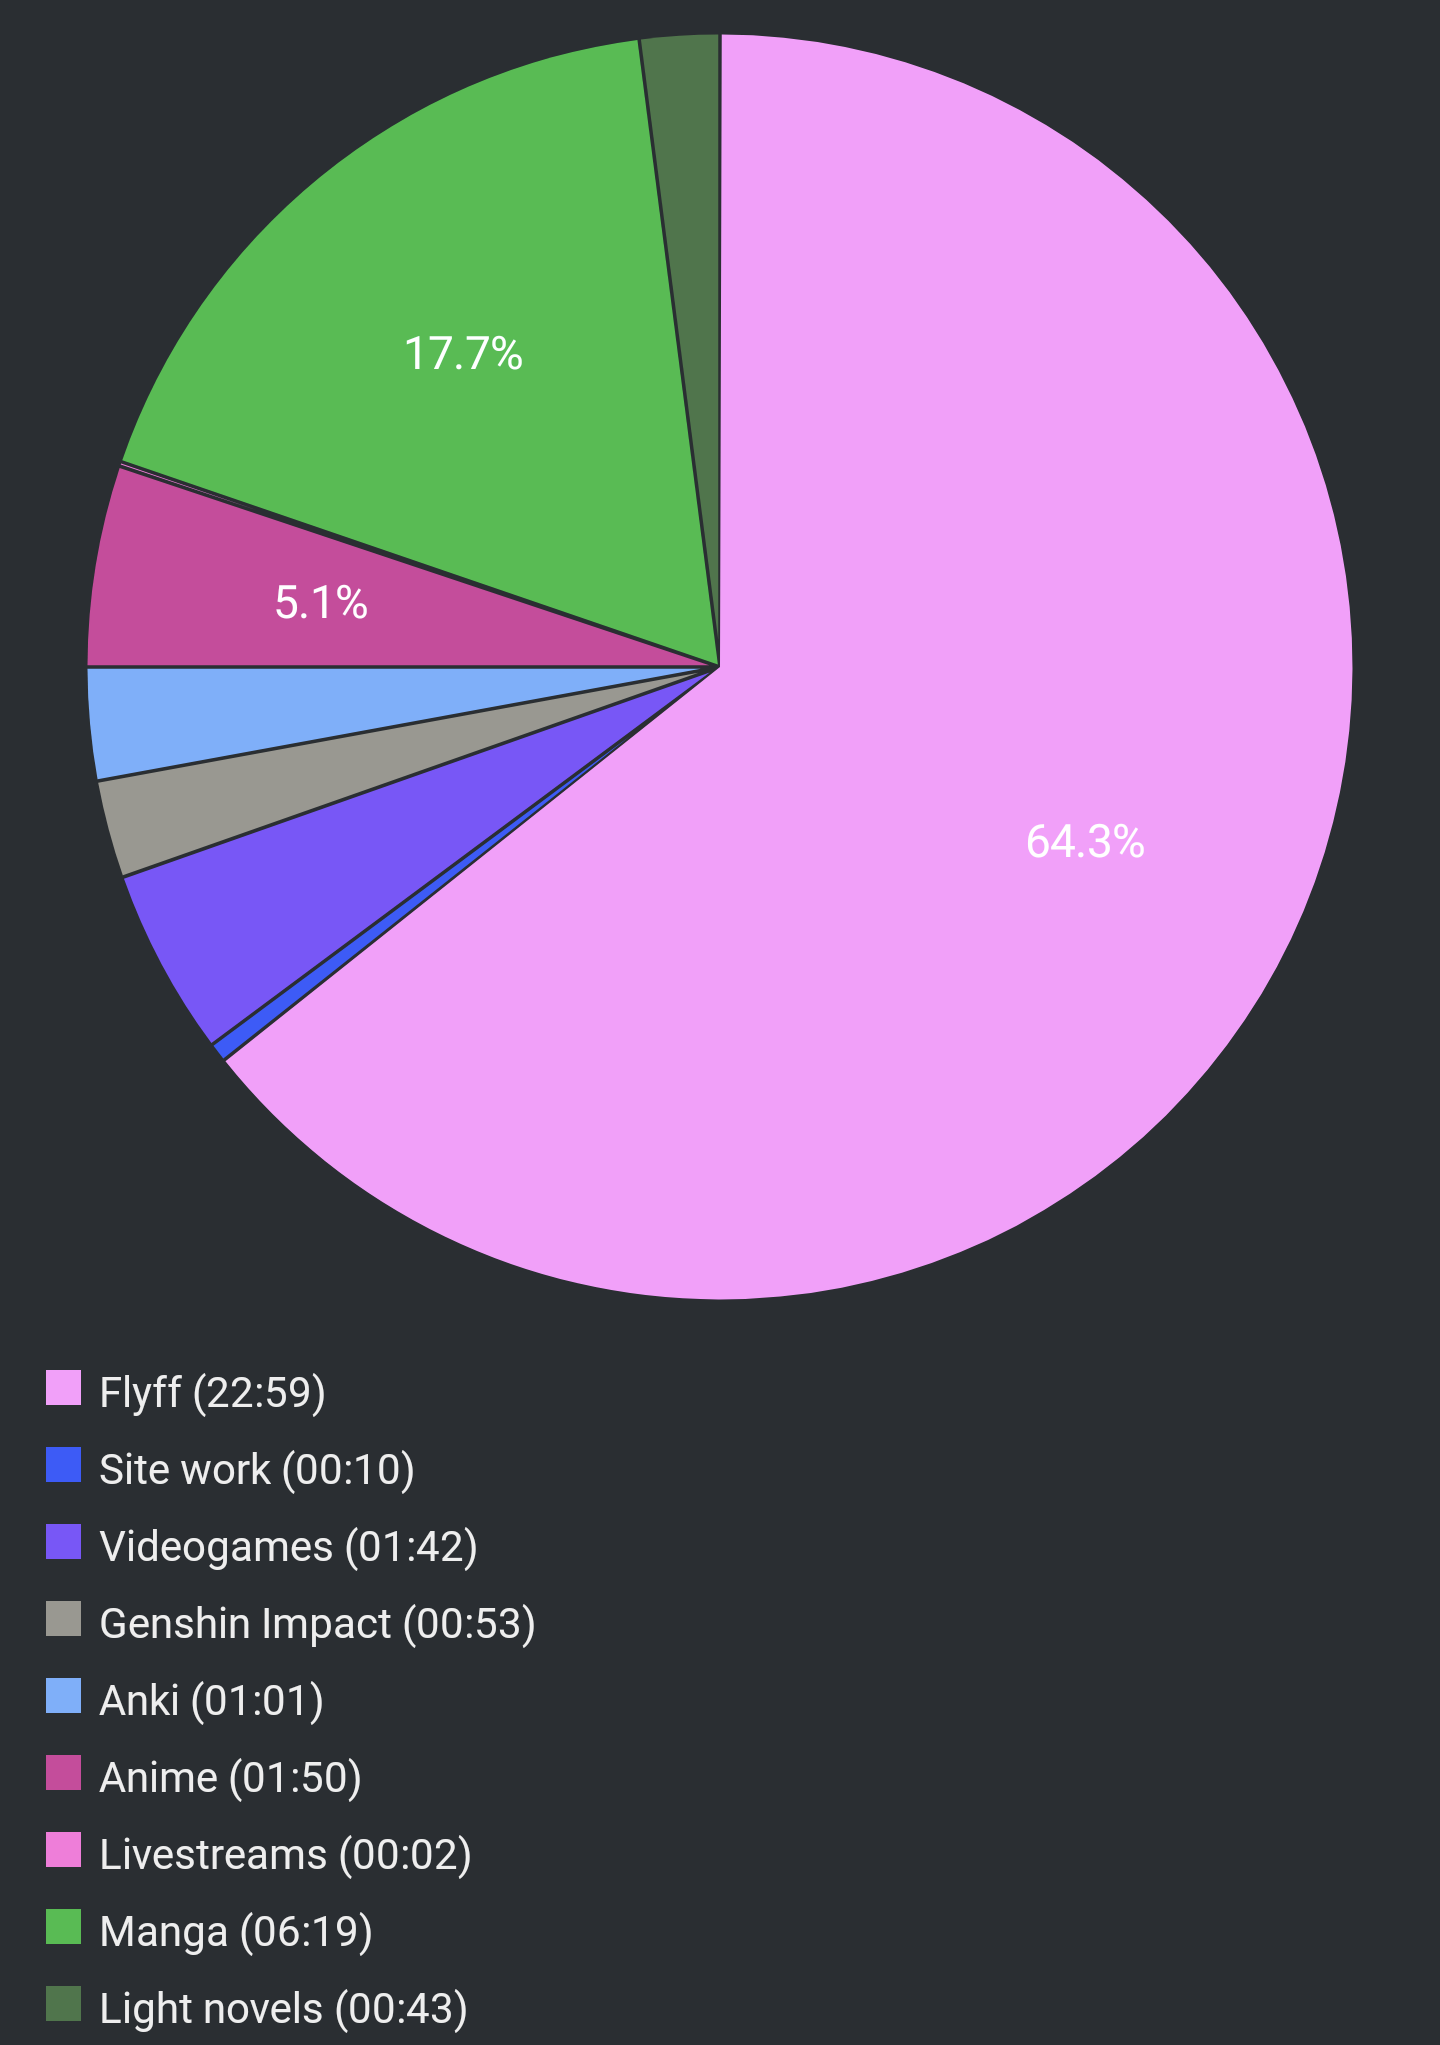 17.7%
5.1%
64.3%
Flyff (22:59)
Site work (00:10)
Videogames (01:42)
Genshin Impact (00:53)
Anki (01:01)
Anime (01:50)
Livestreams (00:02)
Manga (06:19)
Light novels (00:43)